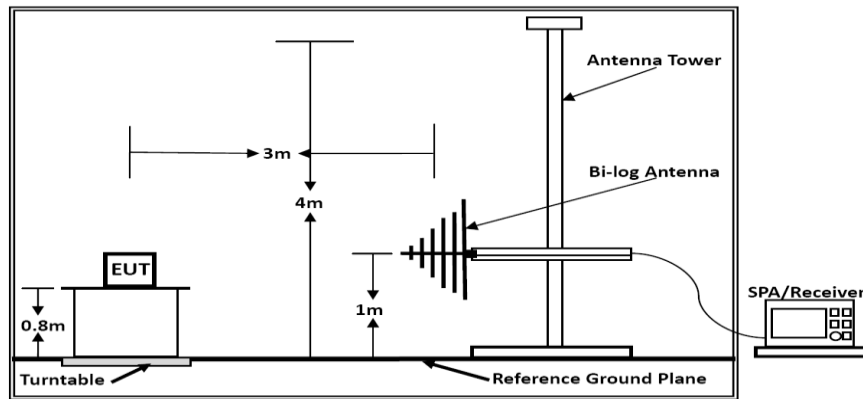 Antenna Tower
3m
Bi-log Antenna
4m
EUT
1m
SPA/Receiver
0.8m
Turntable
Reference Ground Plane